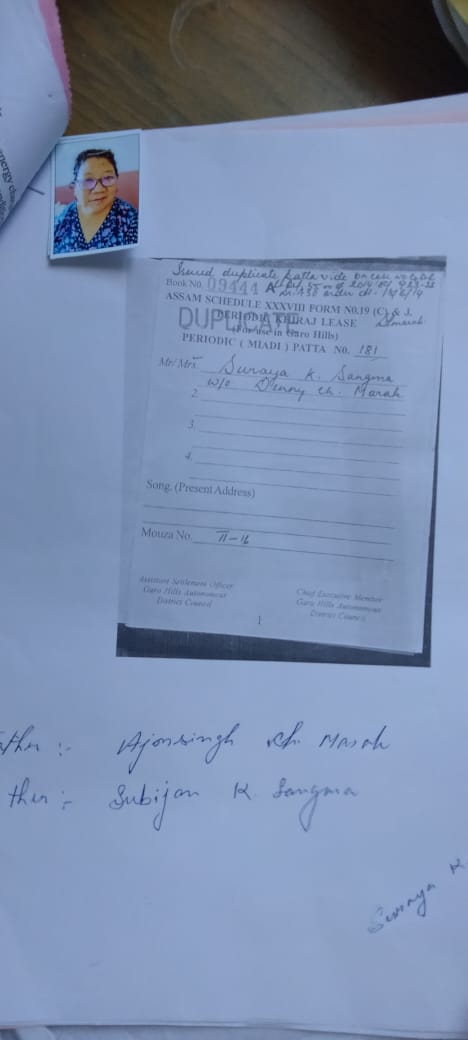 Issued duplicate patta vide
Book No. 09444 A
ASSAM SCHEDULE XXXVIII FORM NO.19 (C) & J.
DUPLICATE
PERIODIC KHIRAJ LEASE
(For use in Garo Hills)
PERIODIC ( MIADI ) PATTA No. 181
Mr/ Mrs. Suraya K. Sangma
w/o Denny Ch. Marak
2.
3.
4.
Song. (Present Address)
Mouza No. II-16
Assistant Settlement Officer
Garo Hills Autonomous
District Council
Chief Executive Member
Garo Hills Autonomous
District Council
1
ther :- Ajonsingh Ch. Marak
ther :- Subijan K. Sangma
Suraya K.
nergy